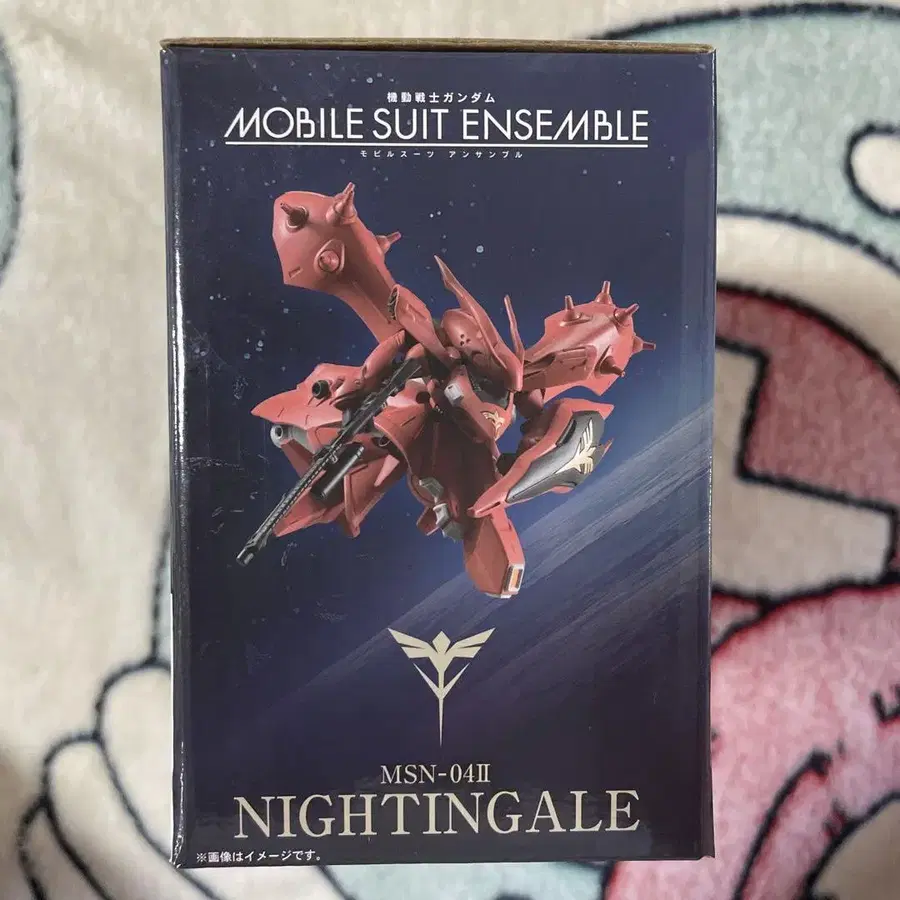 機動戦士ガンダム
MOBILE SUIT ENSEMBLE
モビルスーツ アンサンブル
MSN-04II
NIGHTINGALE
※画像はイメージです。